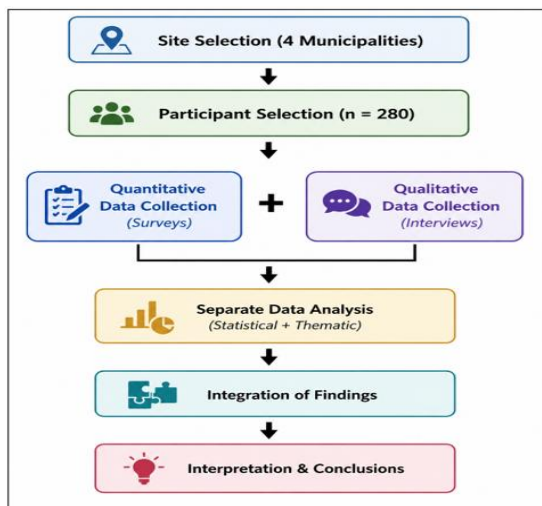 Site Selection (4 Municipalities)
Participant Selection (n = 280)
Quantitative
Data Collection
(Surveys)
+
Qualitative
Data Collection
(Interviews)
Separate Data Analysis
(Statistical + Thematic)
Integration of Findings
Interpretation & Conclusions